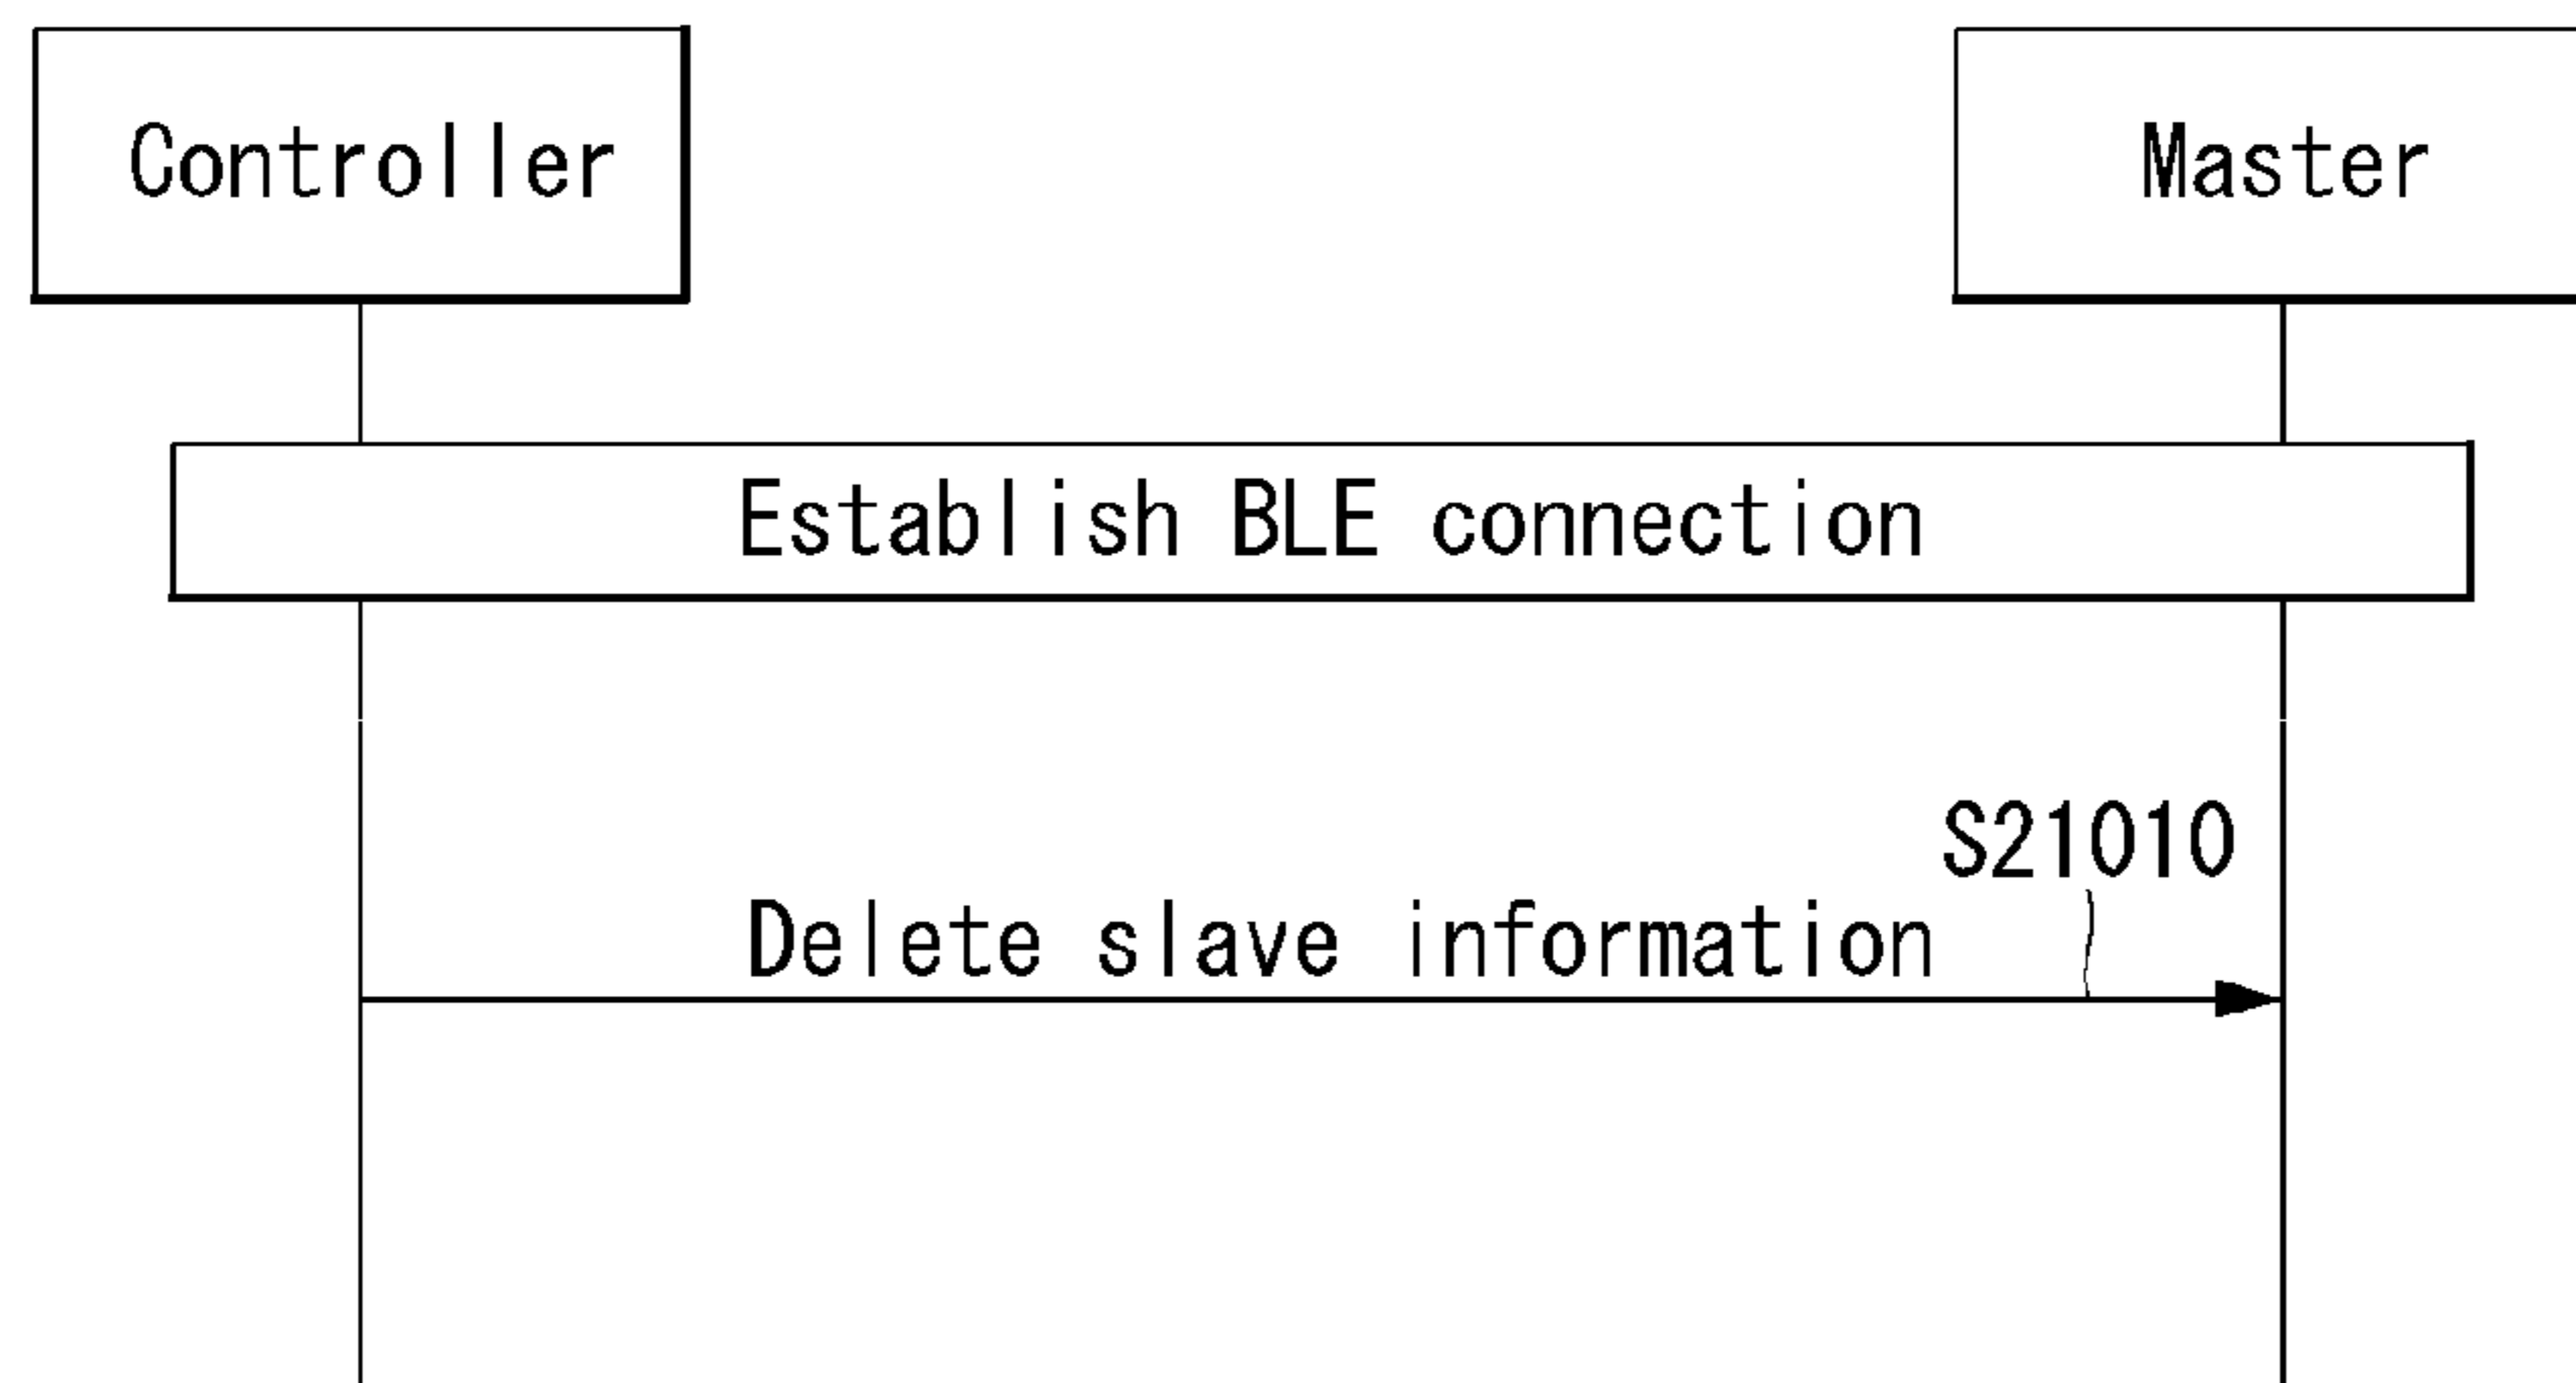 Controller
Master
Establish BLE connection
S21010
Delete slave information